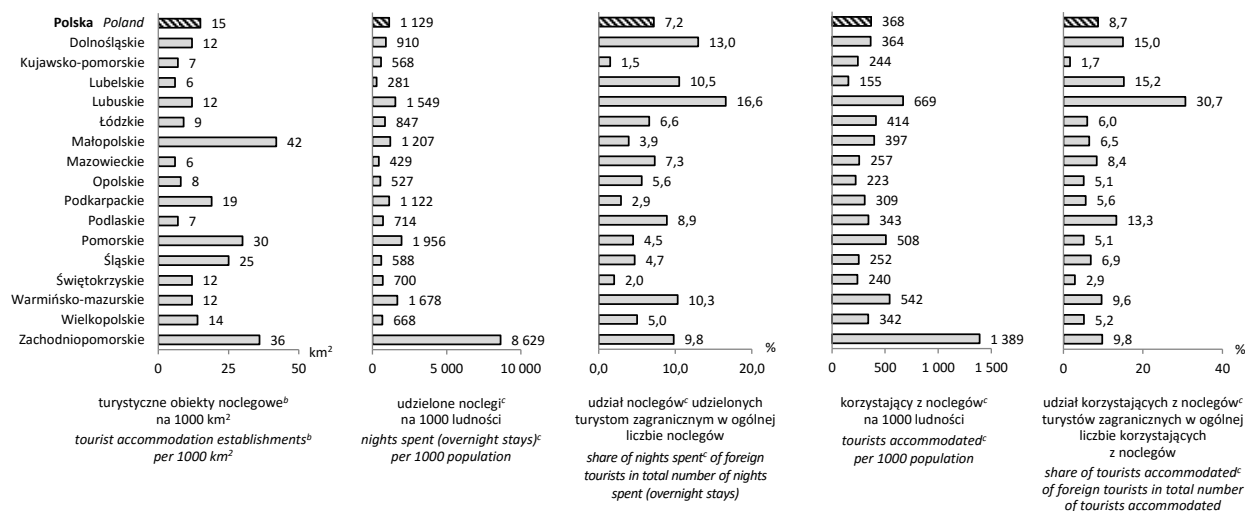 Polska Poland 15 1 129 7,2 368 8,7
Dolnośląskie 12 910 13,0 364 15,0
Kujawsko-pomorskie 7 568 1,5 244 1,7
Lubelskie 6 281 10,5 155 15,2
Lubuskie 12 1 549 16,6 669 30,7
Łódzkie 9 847 6,6 414 6,0
Małopolskie 42 1 207 3,9 397 6,5
Mazowieckie 6 429 7,3 257 8,4
Opolskie 8 527 5,6 223 5,1
Podkarpackie 19 1 122 2,9 309 5,6
Podlaskie 7 714 8,9 343 13,3
Pomorskie 30 1 956 4,5 508 5,1
Śląskie 25 588 4,7 252 6,9
Świętokrzyskie 12 700 2,0 240 2,9
Warmińsko-mazurskie 12 1 678 10,3 542 9,6
Wielkopolskie 14 668 5,0 342 5,2
Zachodniopomorskie 36 8 629 9,8 1 389 9,8
km² % %
0 25 50 0 5 000 10 000 0,0 10,0 20,0 0 500 1 000 1 500 0 20 40
turystyczne obiekty noclegowe^b
na 1000 km²
tourist accommodation establishments^b
per 1000 km²
udzielone noclegi^c
na 1000 ludności
nights spent (overnight stays)^c
per 1000 population
udział noclegów^c udzielonych
turystom zagranicznym w ogólnej
liczbie noclegów
share of nights spent^c of foreign
tourists in total number of nights
spent (overnight stays)
korzystający z noclegów^c
na 1000 ludności
tourists accommodated^c
per 1000 population
udział korzystających z noclegów^c
turystów zagranicznych w ogólnej
liczbie korzystających
z noclegów
share of tourists accommodated^c
of foreign tourists in total number
of tourists accommodated